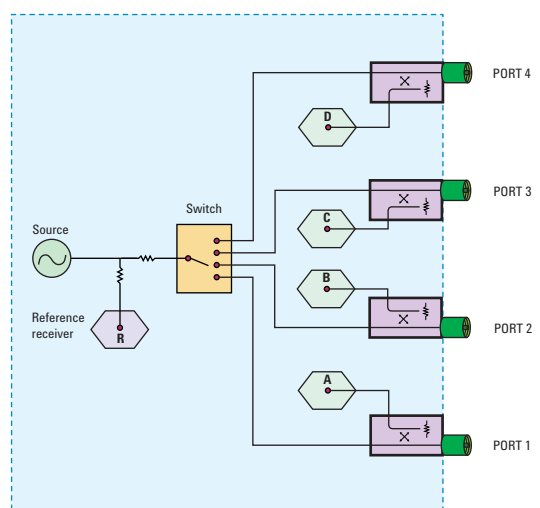 PORT 4
D
PORT 3
Switch
C
Source
B
Reference
receiver
R
PORT 2
A
PORT 1